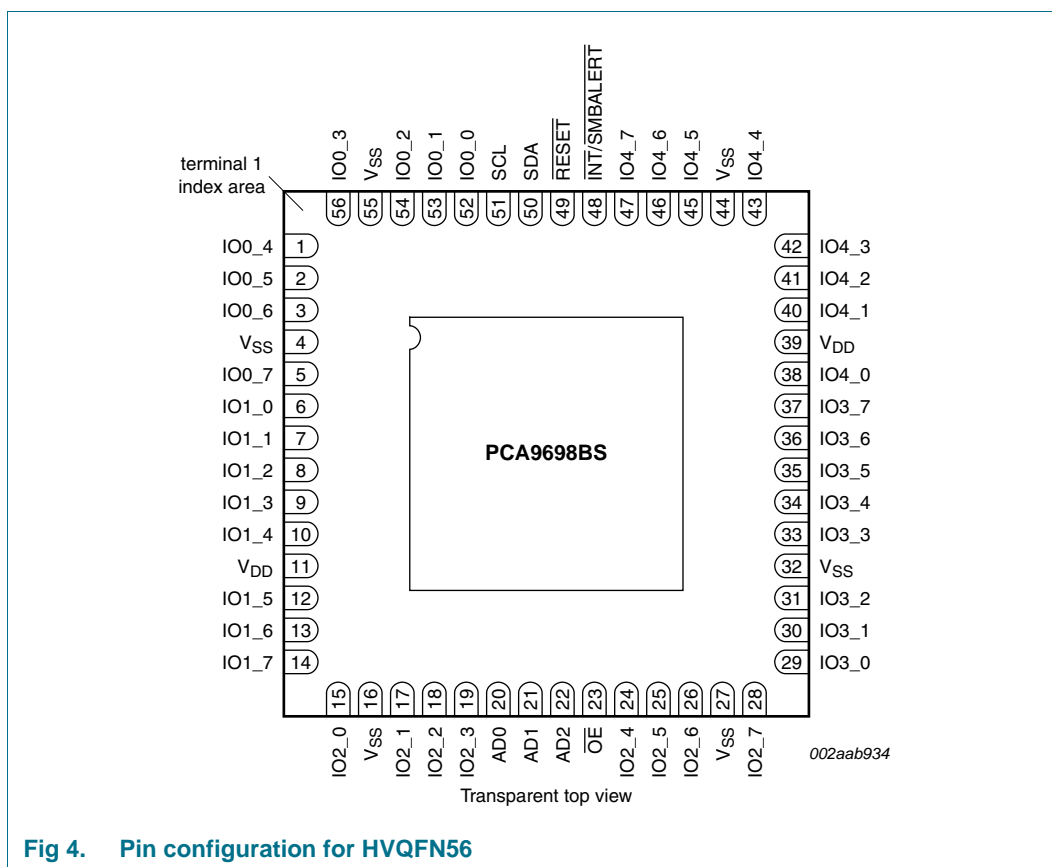 IO0_3 VSS IO0_2 IO0_1 IO0_0 SCL SDA RESET INT/SMBALERT IO4_7 IO4_6 IO4_5 VSS IO4_4
terminal 1
index area
56 55 54 53 52 51 50 49 48 47 46 45 44 43
IO0_4 1 42 IO4_3
IO0_5 2 41 IO4_2
IO0_6 3 40 IO4_1
VSS 4 39 VDD
IO0_7 5 38 IO4_0
IO1_0 6 37 IO3_7
IO1_1 7 36 IO3_6
PCA9698BS
IO1_2 8 35 IO3_5
IO1_3 9 34 IO3_4
IO1_4 10 33 IO3_3
VDD 11 32 VSS
IO1_5 12 31 IO3_2
IO1_6 13 30 IO3_1
IO1_7 14 29 IO3_0
15 16 17 18 19 20 21 22 23 24 25 26 27 28
IO2_0 VSS IO2_1 IO2_2 IO2_3 AD0 AD1 AD2 OE IO2_4 IO2_5 IO2_6 VSS IO2_7
002aab934
Transparent top view
Fig 4. Pin configuration for HVQFN56